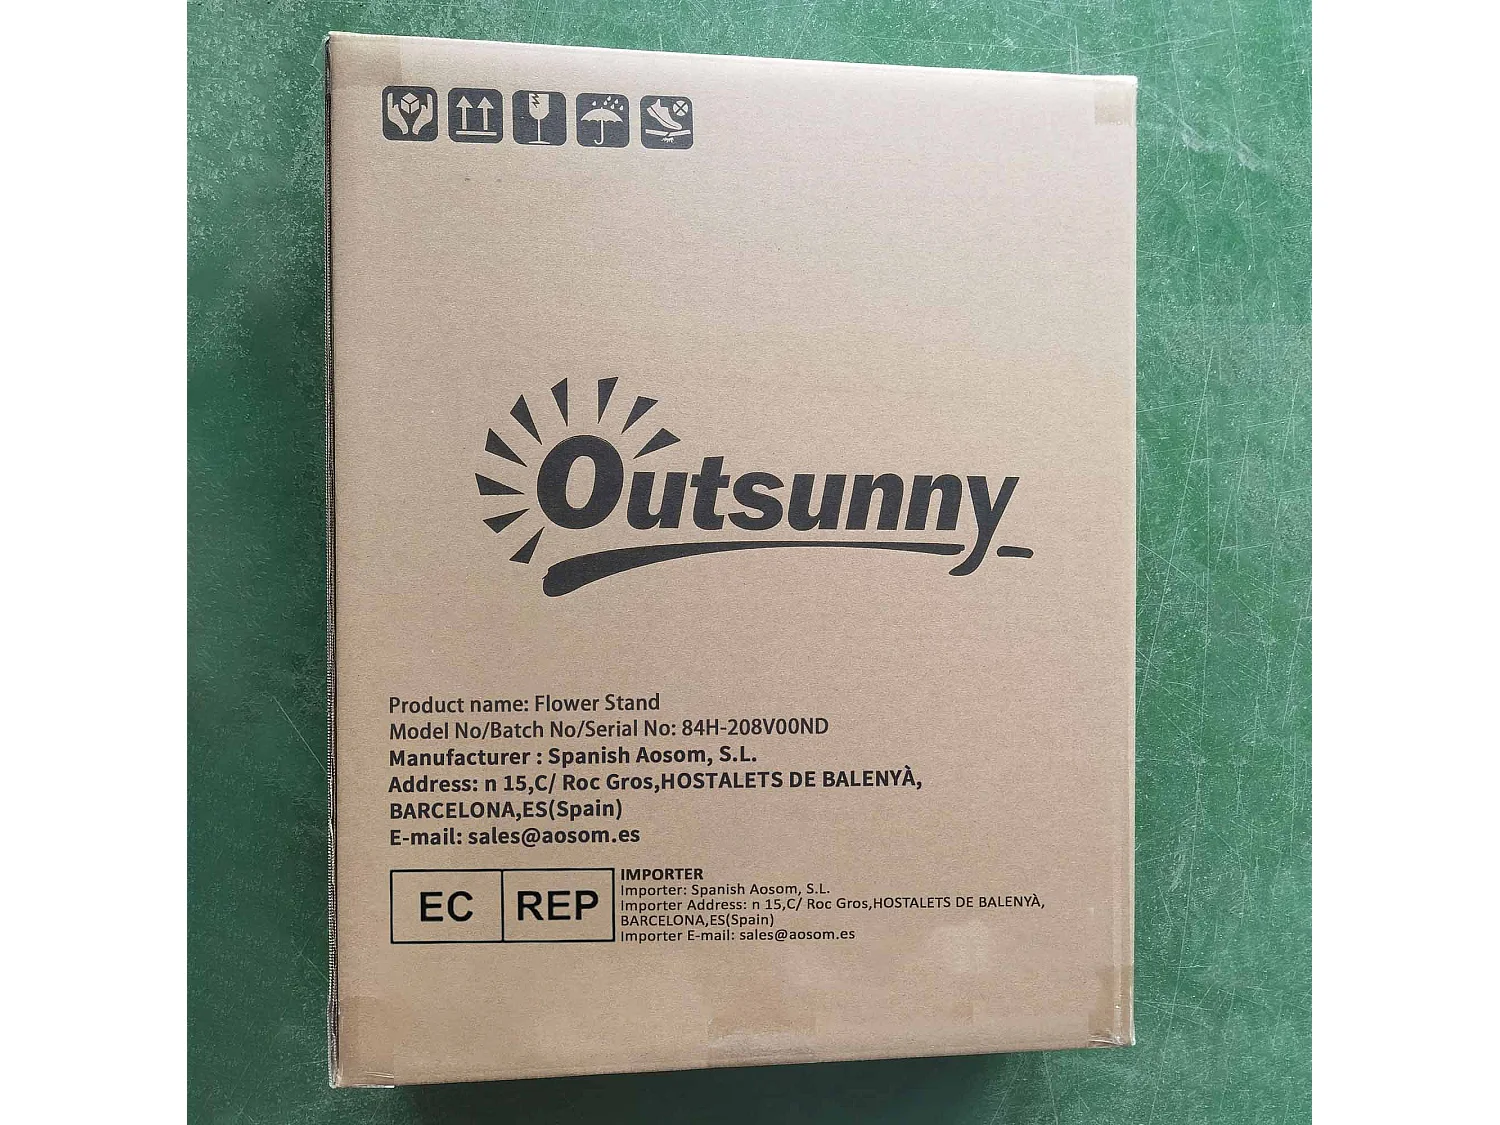 Outsunny
Product name: Flower Stand
Model No/Batch No/Serial No: 84H-208V00ND
Manufacturer : Spanish Aosom, S.L.
Address: n 15,C/ Roc Gros,HOSTALETS DE BALENYÀ,
BARCELONA,ES(Spain)
E-mail: sales@aosom.es
EC REP
IMPORTER
Importer: Spanish Aosom, S.L.
Importer Address: n 15,C/ Roc Gros,HOSTALETS DE BALENYÀ,
BARCELONA,ES(Spain)
Importer E-mail: sales@aosom.es